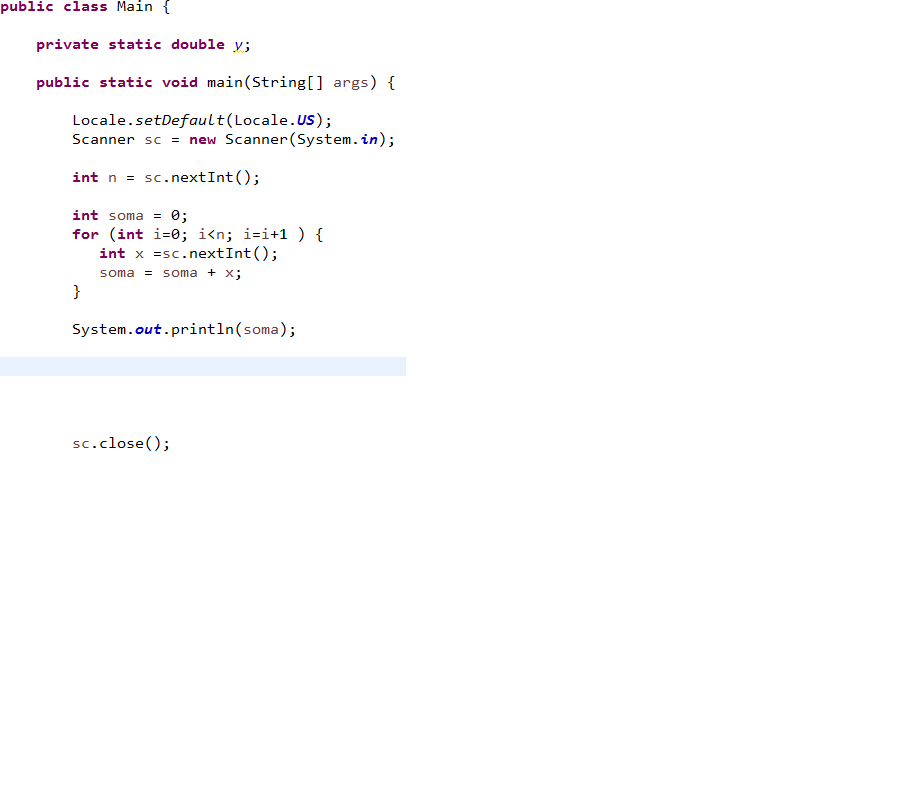 public class Main {
private static double y;
public static void main(String[] args) {
Locale.setDefault(Locale.US);
Scanner sc = new Scanner(System.in);
int n = sc.nextInt();
int soma = 0;
for (int i=0; i<n; i=i+1 ) {
int x =sc.nextInt();
soma = soma + x;
}
System.out.println(soma);
sc.close();